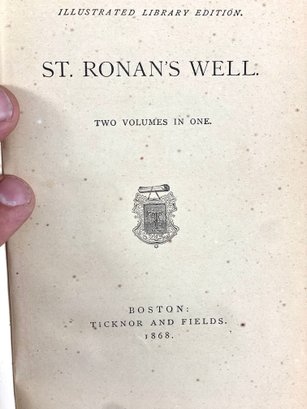 ILLUSTRATED LIBRARY EDITION.
ST. RONAN'S WELL.
TWO VOLUMES IN ONE.
BOSTON:
TICKNOR AND FIELDS.
1868.